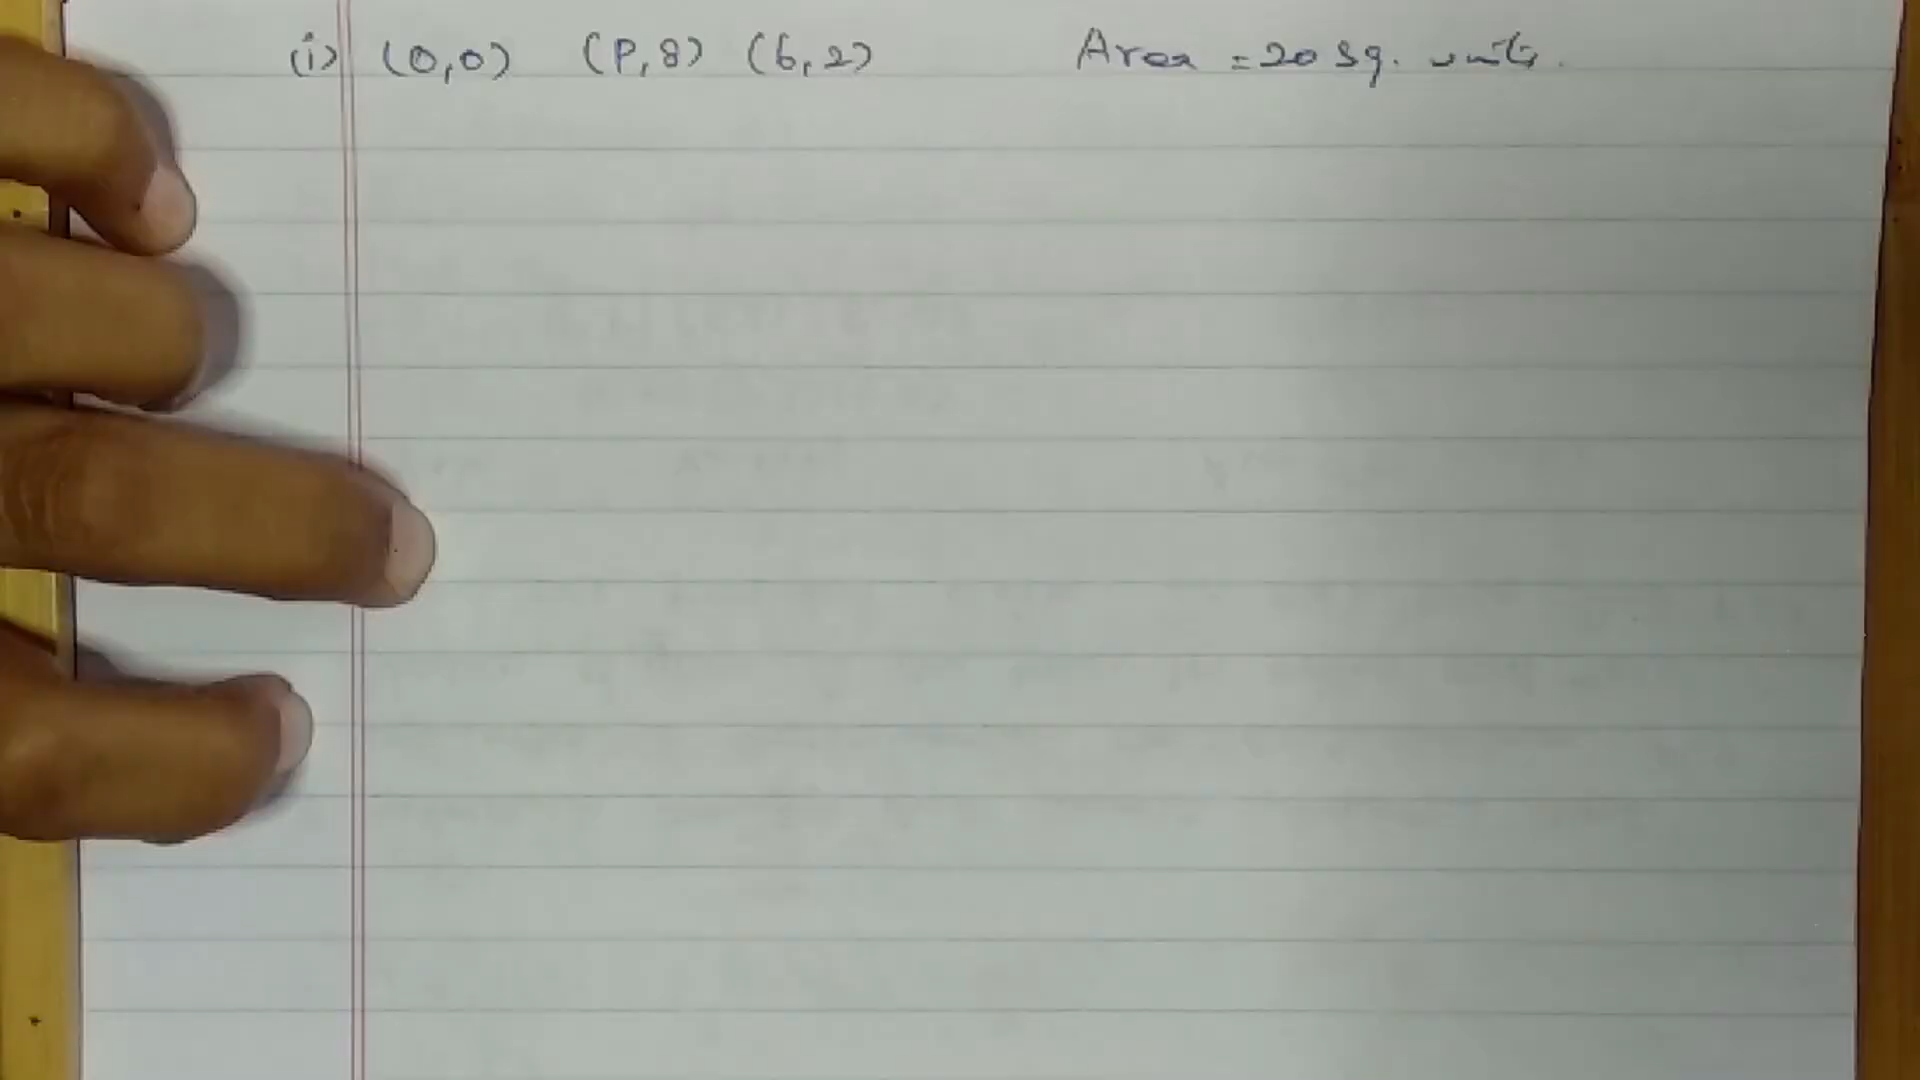 (i) (0,0) (P,8) (6,2) Area = 20 sq. units.